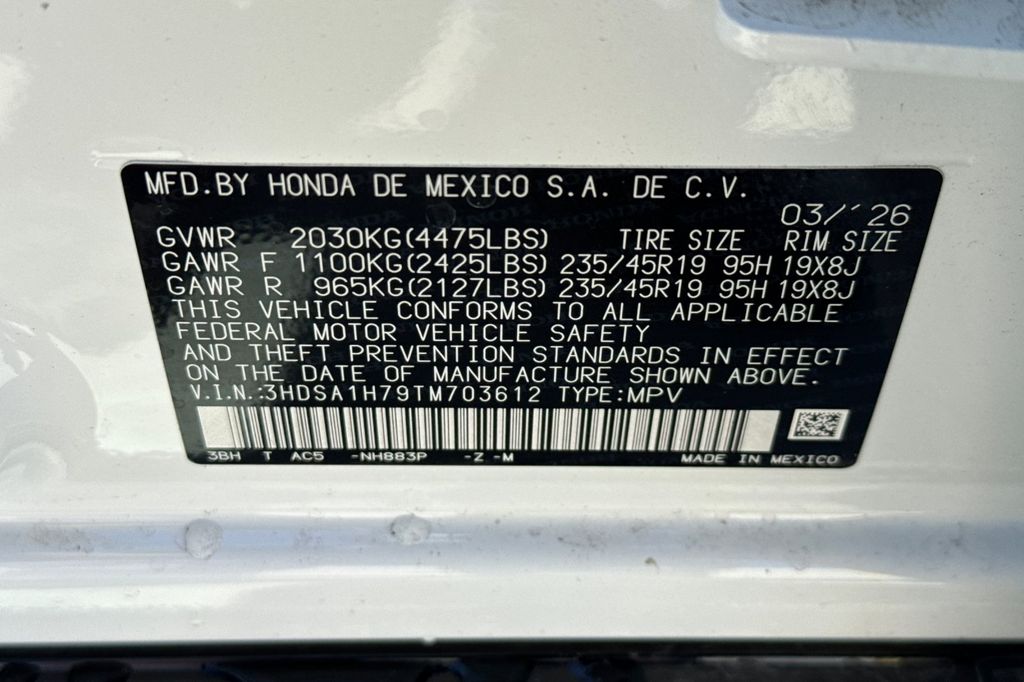 MFD.BY HONDA DE MEXICO S.A. DE C.V.
03/'26
GVWR 2030KG(4475LBS) TIRE SIZE RIM SIZE
GAWR F 1100KG(2425LBS) 235/45R19 95H 19X8J
GAWR R 965KG(2127LBS) 235/45R19 95H 19X8J
THIS VEHICLE CONFORMS TO ALL APPLICABLE
FEDERAL MOTOR VEHICLE SAFETY
AND THEFT PREVENTION STANDARDS IN EFFECT
ON THE DATE OF MANUFACTURE SHOWN ABOVE.
V.I.N.:3HDSA1H79TM703612 TYPE:MPV
3BH T AC5 -NH883P -Z -M MADE IN MEXICO